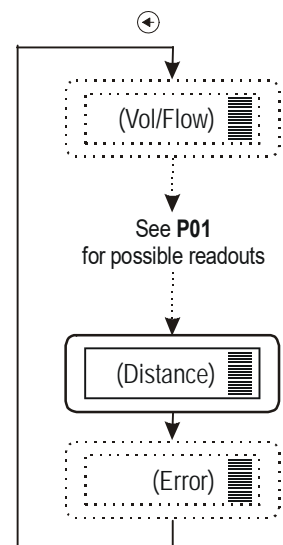 (Vol/Flow)
See P01
for possible readouts
(Distance)
(Error)